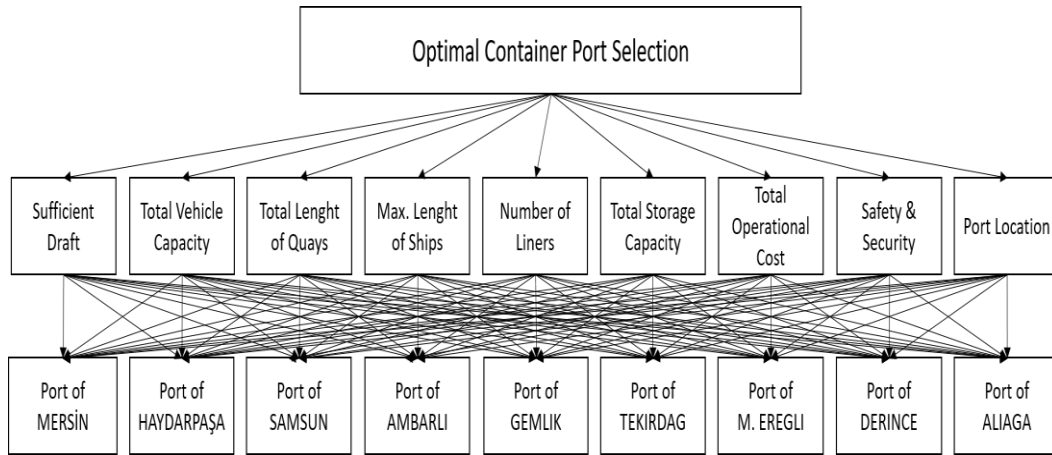 Optimal Container Port Selection
Sufficient
Draft
Total Vehicle
Capacity
Total Lenght
of Quays
Max. Lenght
of Ships
Number of
Liners
Total Storage
Capacity
Total
Operational
Cost
Safety &
Security
Port Location
Port of
MERSİN
Port of
HAYDARPAŞA
Port of
SAMSUN
Port of
AMBARLI
Port of
GEMLIK
Port of
TEKIRDAG
Port of
M. EREGLI
Port of
DERINCE
Port of
ALIAGA